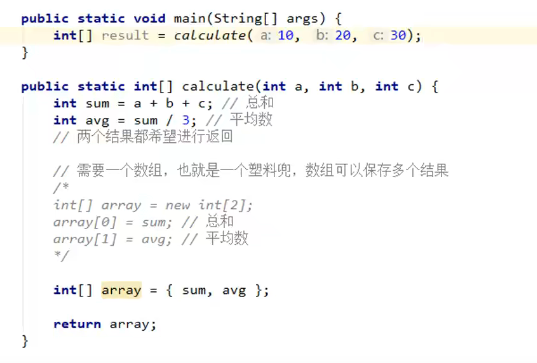 public static void main(String[] args) {
int[] result = calculate( a: 10, b: 20, c: 30);
}
public static int[] calculate(int a, int b, int c) {
int sum = a + b + c; // 总和
int avg = sum / 3; // 平均数
// 两个结果都希望进行返回
// 需要一个数组，也就是一个塑料兜，数组可以保存多个结果
/*
int[] array = new int[2];
array[0] = sum; // 总和
array[1] = avg; // 平均数
*/
int[] array = { sum, avg };
return array;
}